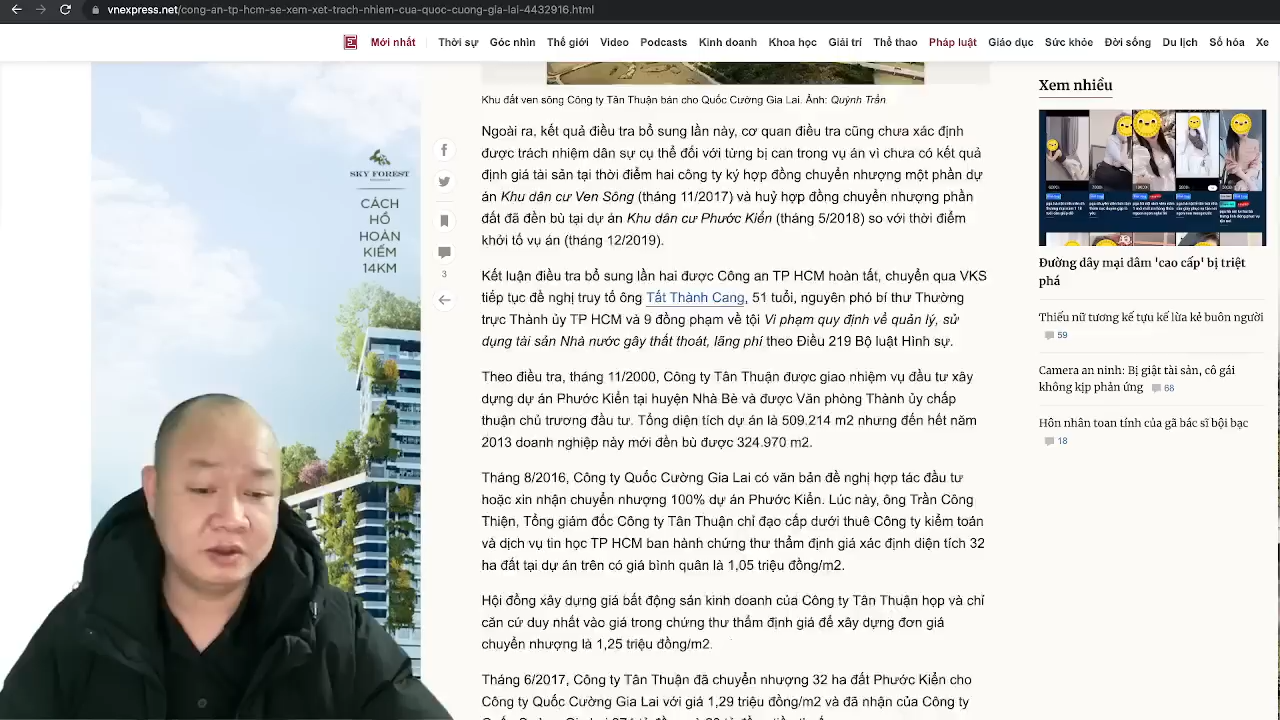 vnexpress.net/cong-an-tp-hcm-se-xem-xet-trach-nhiem-cua-quoc-cuong-gia-lai-4432916.html
Mới nhất Thời sự Góc nhìn Thế giới Video Podcasts Kinh doanh Khoa học Giải trí Thể thao Pháp luật Giáo dục Sức khỏe Đời sống Du lịch Số hóa Xe
SKY FOREST
CÁCH
HỒ
HOÀN
KIẾM
14KM
3
Khu đất ven sông Công ty Tân Thuận bán cho Quốc Cường Gia Lai. Ảnh: Quỳnh Trần
Ngoài ra, kết quả điều tra bổ sung lần này, cơ quan điều tra cũng chưa xác định
được trách nhiệm dân sự cụ thể đối với từng bị can trong vụ án vì chưa có kết quả
định giá tài sản tại thời điểm hai công ty ký hợp đồng chuyển nhượng một phần dự
án Khu dân cư Ven Sông (tháng 11/2017) và huỷ hợp đồng chuyển nhượng phần
đất đã đền bù tại dự án Khu dân cư Phước Kiển (tháng 5/2018) so với thời điểm
khởi tố vụ án (tháng 12/2019).
Kết luận điều tra bổ sung lần hai được Công an TP HCM hoàn tất, chuyển qua VKS
tiếp tục đề nghị truy tố ông Tất Thành Cang, 51 tuổi, nguyên phó bí thư Thường
trực Thành ủy TP HCM và 9 đồng phạm về tội Vi phạm quy định về quản lý, sử
dụng tài sản Nhà nước gây thất thoát, lãng phí theo Điều 219 Bộ luật Hình sự.
Theo điều tra, tháng 11/2000, Công ty Tân Thuận được giao nhiệm vụ đầu tư xây
dựng dự án Phước Kiển tại huyện Nhà Bè và được Văn phòng Thành ủy chấp
thuận chủ trương đầu tư. Tổng diện tích dự án là 509.214 m2 nhưng đến hết năm
2013 doanh nghiệp này mới đền bù được 324.970 m2.
Tháng 8/2016, Công ty Quốc Cường Gia Lai có văn bản đề nghị hợp tác đầu tư
hoặc xin nhận chuyển nhượng 100% dự án Phước Kiển. Lúc này, ông Trần Công
Thiện, Tổng giám đốc Công ty Tân Thuận chỉ đạo cấp dưới thuê Công ty kiểm toán
và dịch vụ tin học TP HCM ban hành chứng thư thẩm định giá xác định diện tích 32
ha đất tại dự án trên có giá bình quân là 1,05 triệu đồng/m2.
Hội đồng xây dựng giá bất động sản kinh doanh của Công ty Tân Thuận họp và chỉ
căn cứ duy nhất vào giá trong chứng thư thẩm định giá để xây dựng đơn giá
chuyển nhượng là 1,25 triệu đồng/m2.
Tháng 6/2017, Công ty Tân Thuận đã chuyển nhượng 32 ha đất Phước Kiển cho
Công ty Quốc Cường Gia Lai với giá 1,29 triệu đồng/m2 và đã nhận của Công ty
Xem nhiều
Đường dây mại dâm 'cao cấp' bị triệt
phá
Thiếu nữ tương kế tựu kế lừa kẻ buôn người
59
Camera an ninh: Bị giật tài sản, cô gái
không kịp phản ứng 66
Hôn nhân toan tính của gã bác sĩ bội bạc
18